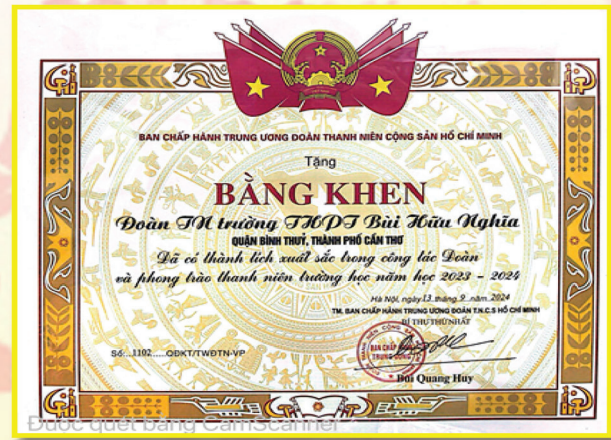 BAN CHẤP HÀNH TRUNG ƯƠNG ĐOÀN THANH NIÊN CỘNG SẢN HỒ CHÍ MINH
Tặng
BẰNG KHEN
Đoàn TN trường THPT Bùi Hữu Nghĩa
QUẬN BÌNH THUỶ, THÀNH PHỐ CẦN THƠ
Đã có thành tích xuất sắc trong công tác Đoàn
và phong trào thanh niên trường học năm học 2023 - 2024
Hà Nội, ngày 13 tháng 9 năm 2024
TM. BAN CHẤP HÀNH TRUNG ƯƠNG ĐOÀN T.N.C.S HỒ CHÍ MINH
BÍ THƯ THỨ NHẤT
BAN CHẤP
TRUNG ƯƠNG
Số:...1102.....QĐKT/TWĐTN-VP
Bùi Quang Huy
Được quét bằng CamScanner